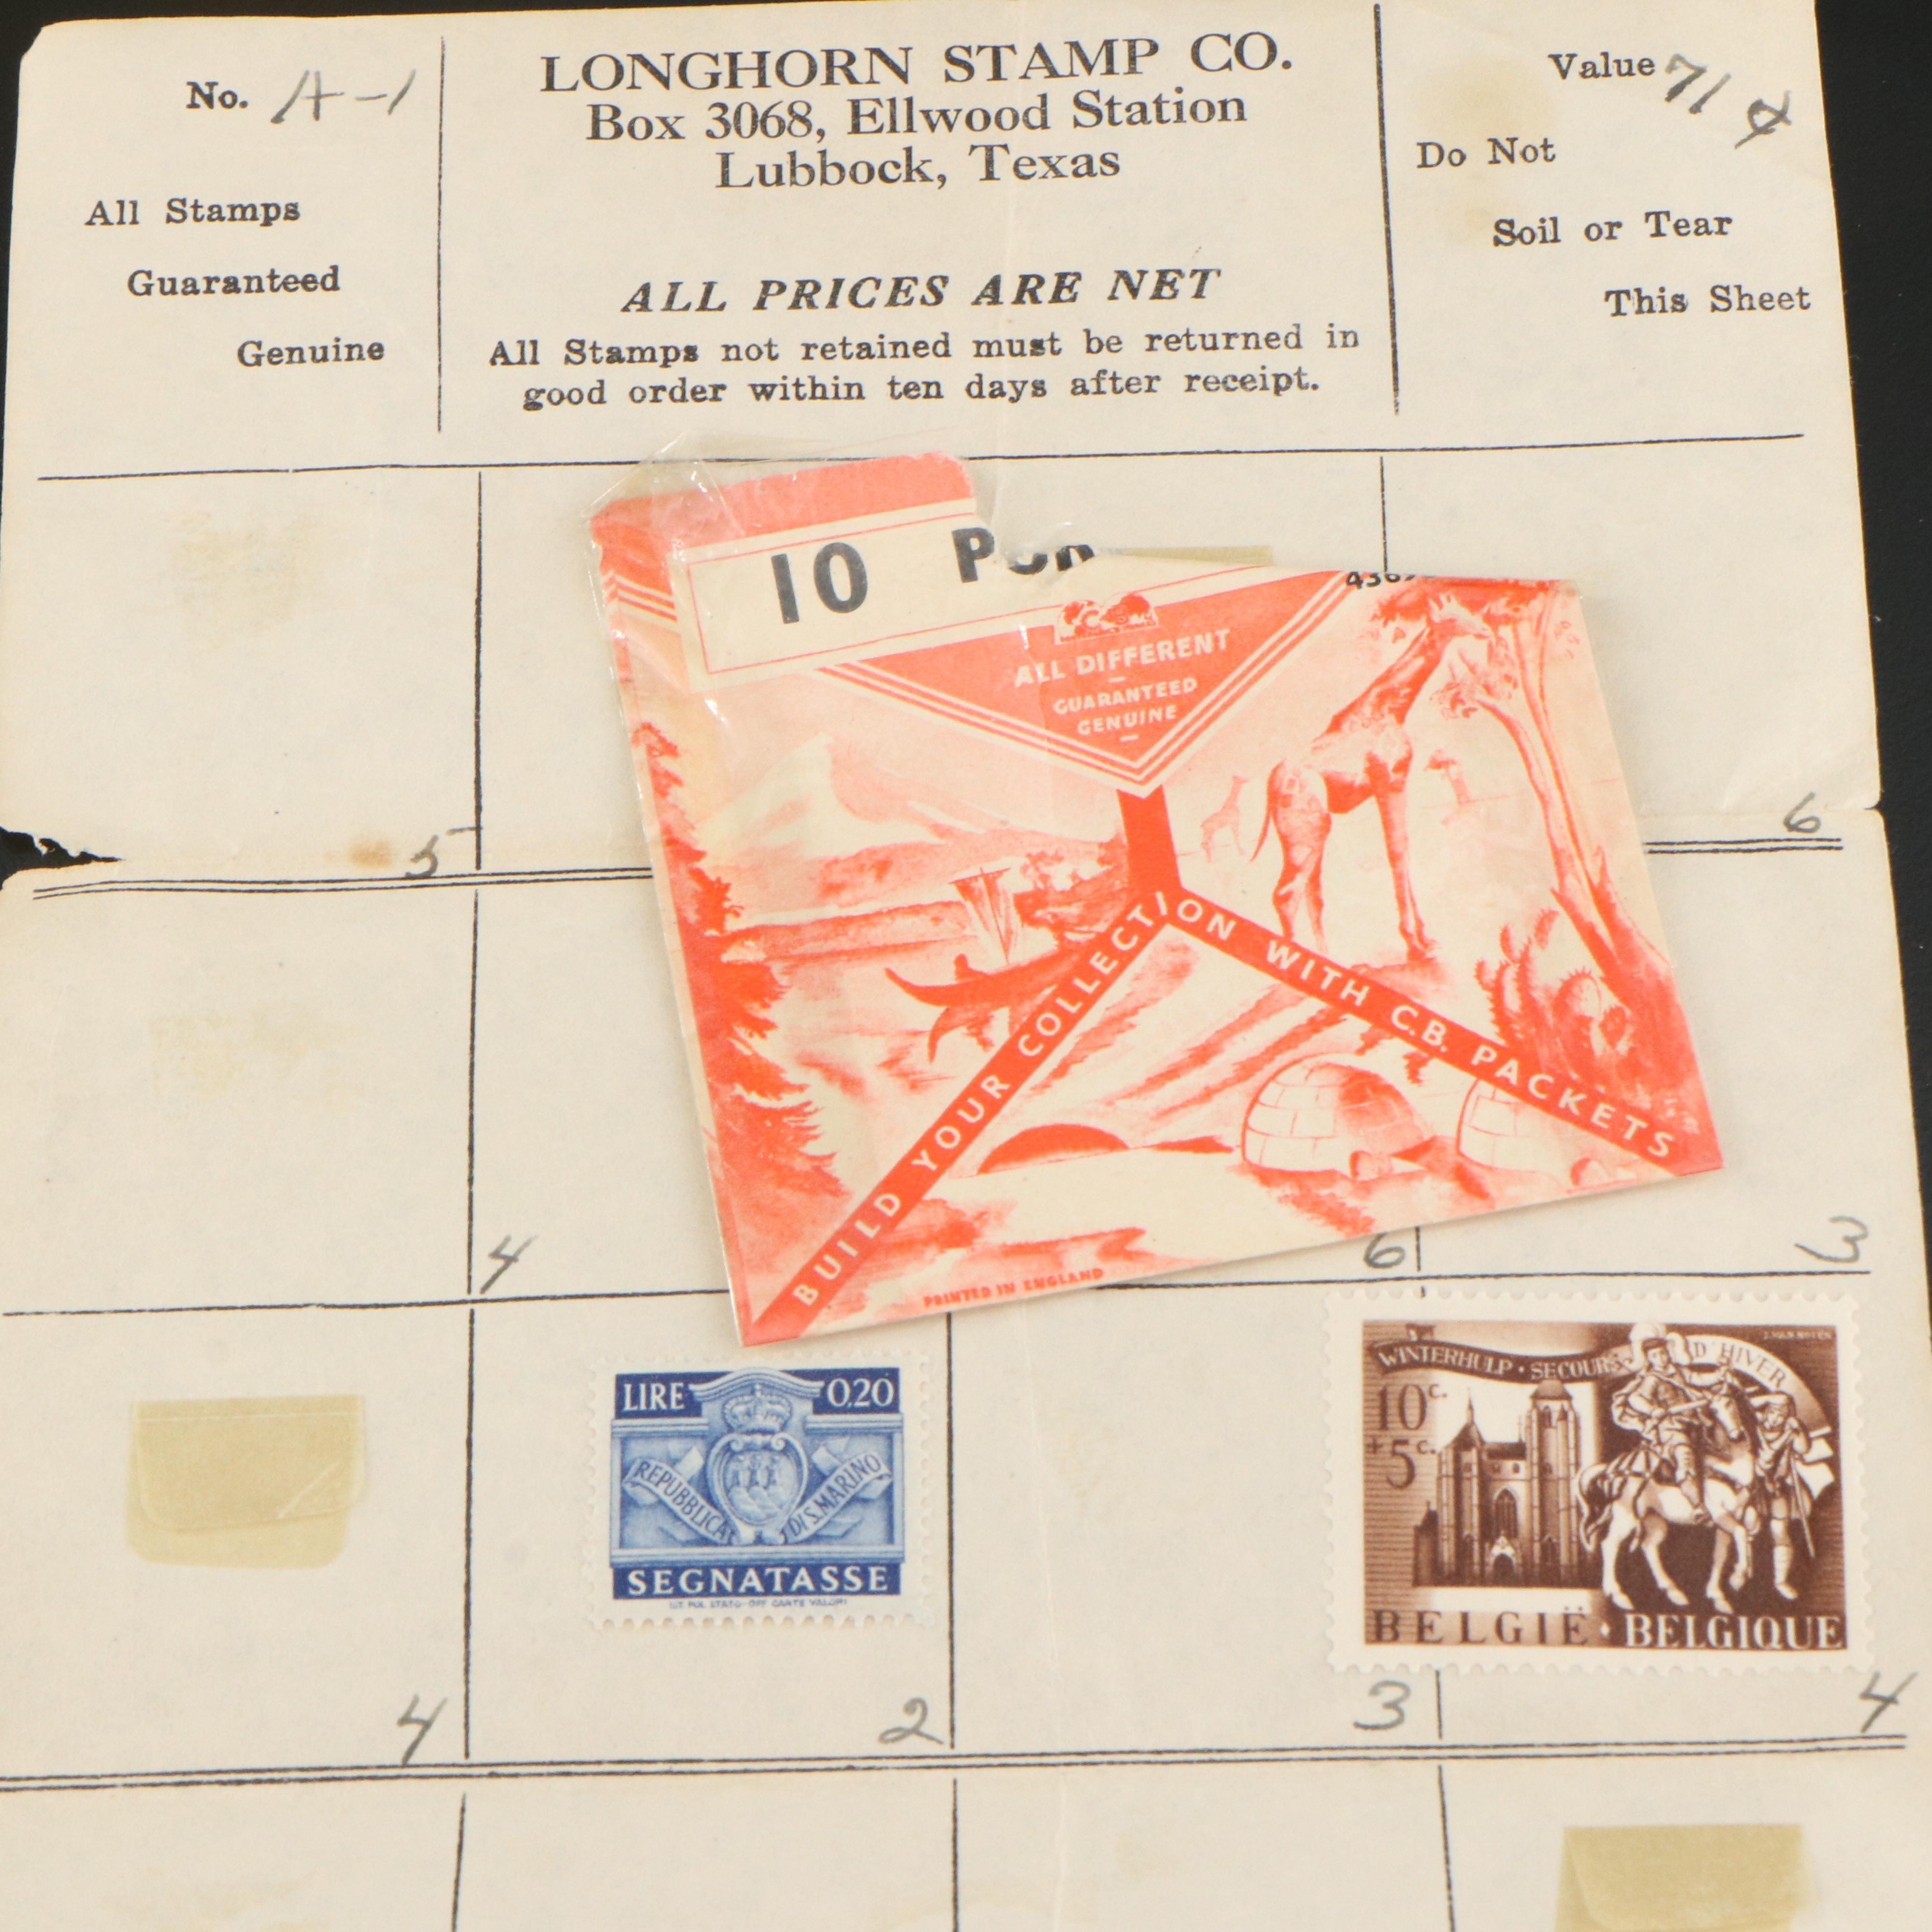 No. A-1
All Stamps
Guaranteed
Genuine
LONGHORN STAMP CO.
Box 3068, Ellwood Station
Lubbock, Texas
ALL PRICES ARE NET
All Stamps not retained must be returned in
good order within ten days after receipt.
Value 71¢
Do Not
Soil or Tear
This Sheet
10
ALL DIFFERENT
GUARANTEED
GENUINE
BUILD YOUR COLLECTION WITH C.B. PACKETS
PRINTED IN ENGLAND
5
6
4
6
3
LIRE 0.20
REPUBBLICA DI S.MARINO
SEGNATASSE
WINTERHULP · SECOURS D'HIVER
10c.
+5c.
BELGIË · BELGIQUE
4
2
3
4